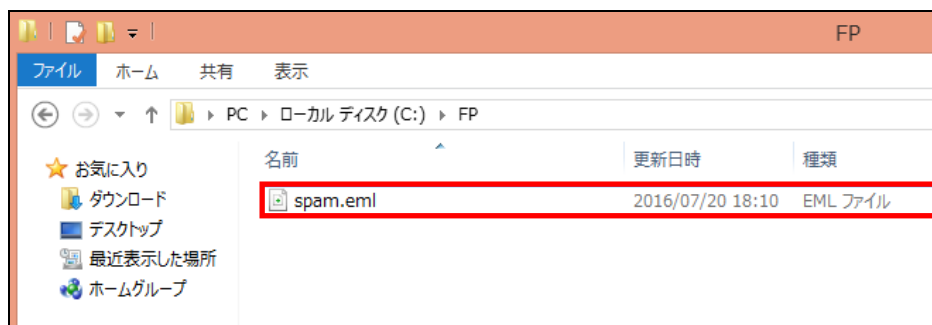 FP
ファイル ホーム 共有 表示
PC ローカル ディスク (C:) FP
名前 更新日時 種類
お気に入り
ダウンロード
デスクトップ
最近表示した場所
ホームグループ
spam.eml 2016/07/20 18:10 EML ファイル